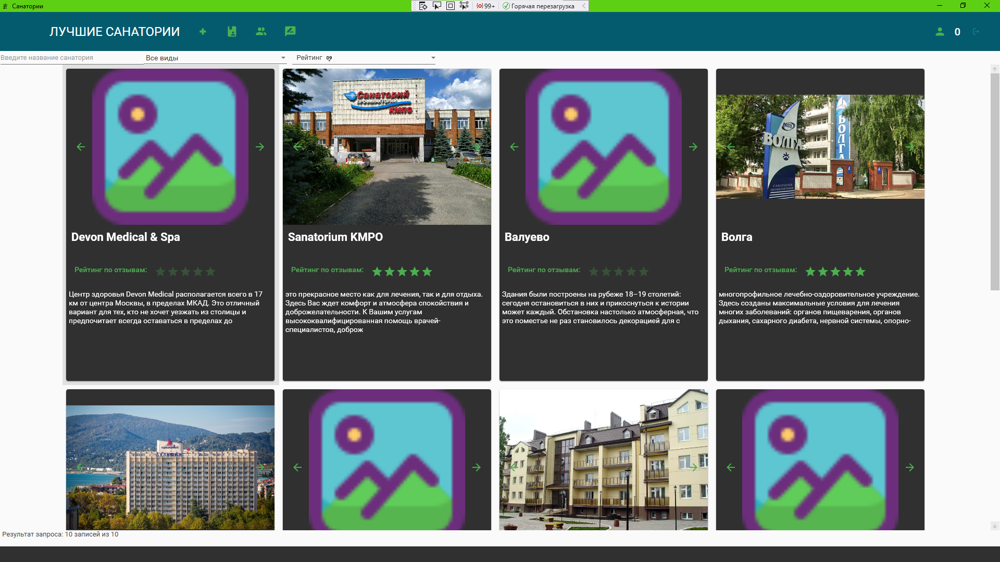 Санатории
99+
Горячая перезагрузка
ЛУЧШИЕ САНАТОРИИ
0
Введите название санатория
Все виды
Рейтинг
09
Санаторий
ПРОФИЛАКТОРИЙ
КМПО
POZIS
ВОЛГА
ВОЛГА
САНАТОРИЙ
ПРОФИЛАКТОРИЙ
Devon Medical & Spa
Sanatorium KMPO
Валуево
Волга
Рейтинг по отзывам:
Рейтинг по отзывам:
Рейтинг по отзывам:
Рейтинг по отзывам:
Центр здоровья Devon Medical располагается всего в 17
км от центра Москвы, в пределах МКАД. Это отличный
вариант для тех, кто не хочет уезжать из столицы и
предпочитает всегда оставаться в пределах до
это прекрасное место как для лечения, так и для отдыха.
Здесь Вас ждет комфорт и атмосфера спокойствия и
доброжелательности. К Вашим услугам
высококвалифицированная помощь врачей-
специалистов, доброж
Здания были построены на рубеже 18–19 столетий:
сегодня остановиться в них и прикоснуться к истории
может каждый. Обстановка настолько атмосферная, что
это поместье не раз становилось декорацией для с
многопрофильное лечебно-оздоровительное учреждение.
Здесь созданы максимальные условия для лечения
многих заболеваний: органов пищеварения, органов
дыхания, сахарного диабета, нервной системы, опорно-
ДЕЛЬФИН
Результат запроса: 10 записей из 10